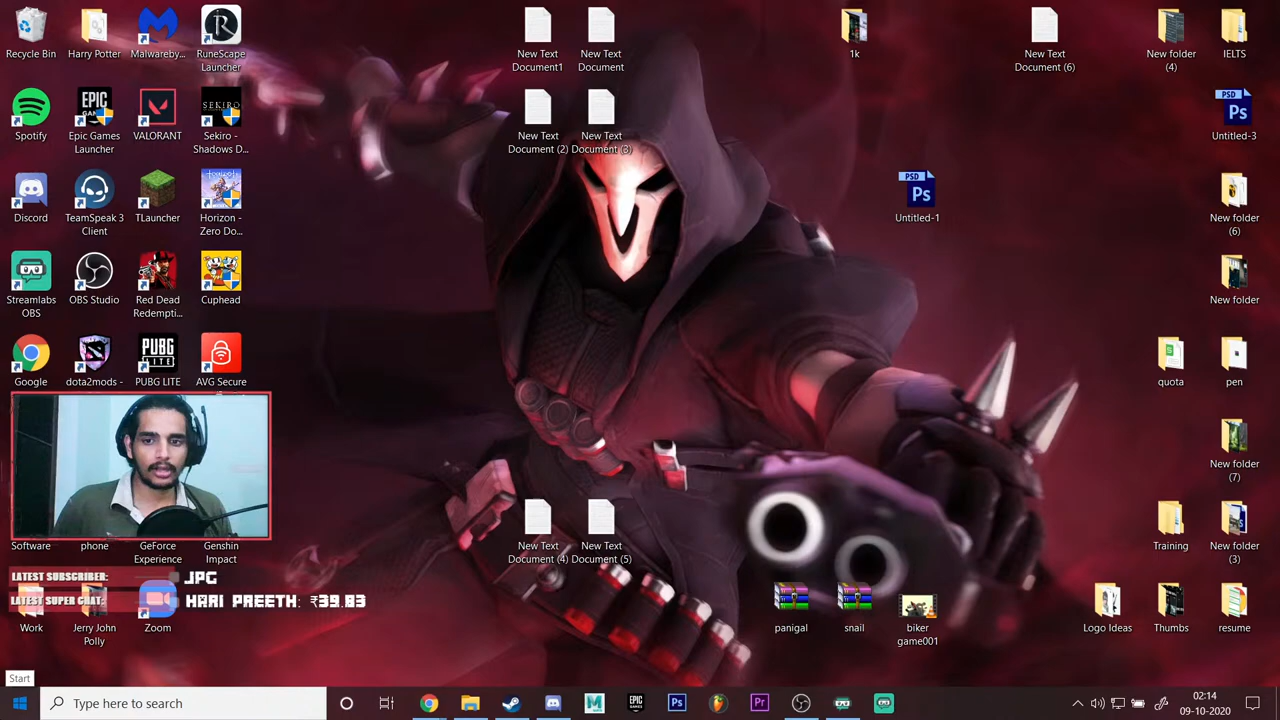 Recycle Bin
Harry Potter
Malwareby...
RuneScape
Launcher
New Text
Document1
New Text
Document
1k
New Text
Document (6)
New folder
(4)
IELTS
Spotify
Epic Games
Launcher
VALORANT
SEKIRO
Sekiro -
Shadows D...
New Text
Document (2)
New Text
Document (3)
PSD
Ps
Untitled-3
Discord
TeamSpeak 3
Client
TLauncher
Horizon -
Zero Do...
PSD
Ps
Untitled-1
New folder
(6)
Streamlabs
OBS
OBS Studio
Red Dead
Redempti...
Cuphead
New folder
Google
dota2mods -
PUBG
LITE
PUBG LITE
AVG Secure
quota
pen
New folder
(7)
Software
phone
GeForce
Experience
Genshin
Impact
New Text
Document (4)
New Text
Document (5)
Training
New folder
(3)
LATEST SUBSCRIBER:
JPG
LATEST SUPER CHAT:
HARI PREETH: ₹39.83
Work
Jerry John
Polly
Zoom
panigal
snail
biker
game001
Logo Ideas
Thumbs
resume
Start
Type here to search
EPIC
GAMES
Ps
Pr
02:14
09-10-2020